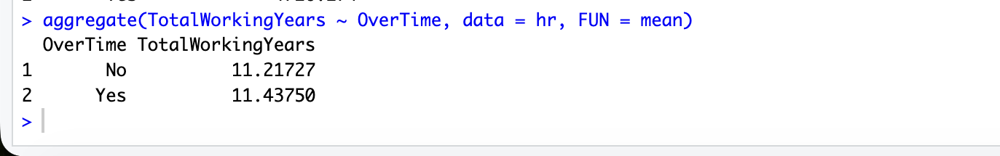 > aggregate(TotalWorkingYears ~ OverTime, data = hr, FUN = mean)
  OverTime TotalWorkingYears
1       No          11.21727
2      Yes          11.43750
>